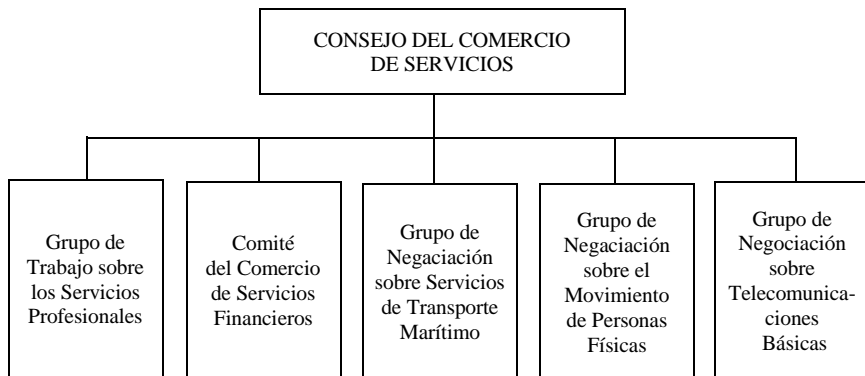 CONSEJO DEL COMERCIO
DE SERVICIOS
Grupo de
Trabajo sobre
los Servicios
Profesionales
Comité
del Comercio
de Servicios
Financieros
Grupo de
Negaciación
sobre Servicios
de Transporte
Marítimo
Grupo de
Negaciación
sobre el
Movimiento
de Personas
Físicas
Grupo de
Negociación
sobre
Telecomunica-
ciones
Básicas